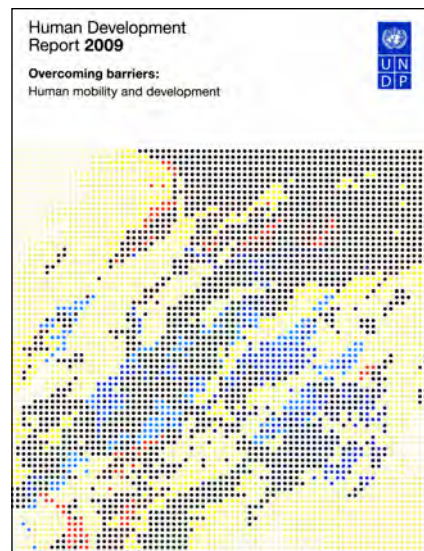 Human Development
Report 2009
Overcoming barriers:
Human mobility and development
U N
D P